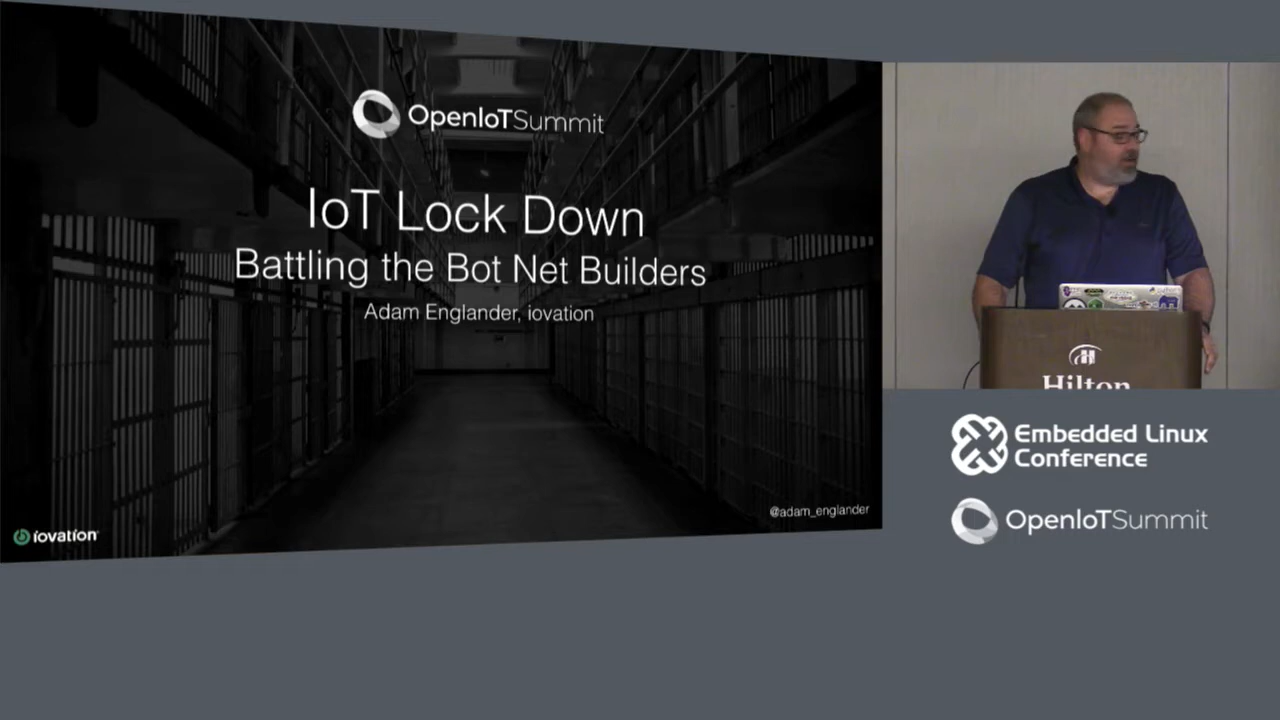 OpenIoTSummit
IoT Lock Down
Battling the Bot Net Builders
Adam Englander, iovation
@adam_englander
iovation
Hilton
Embedded Linux
Conference
OpenIoTSummit